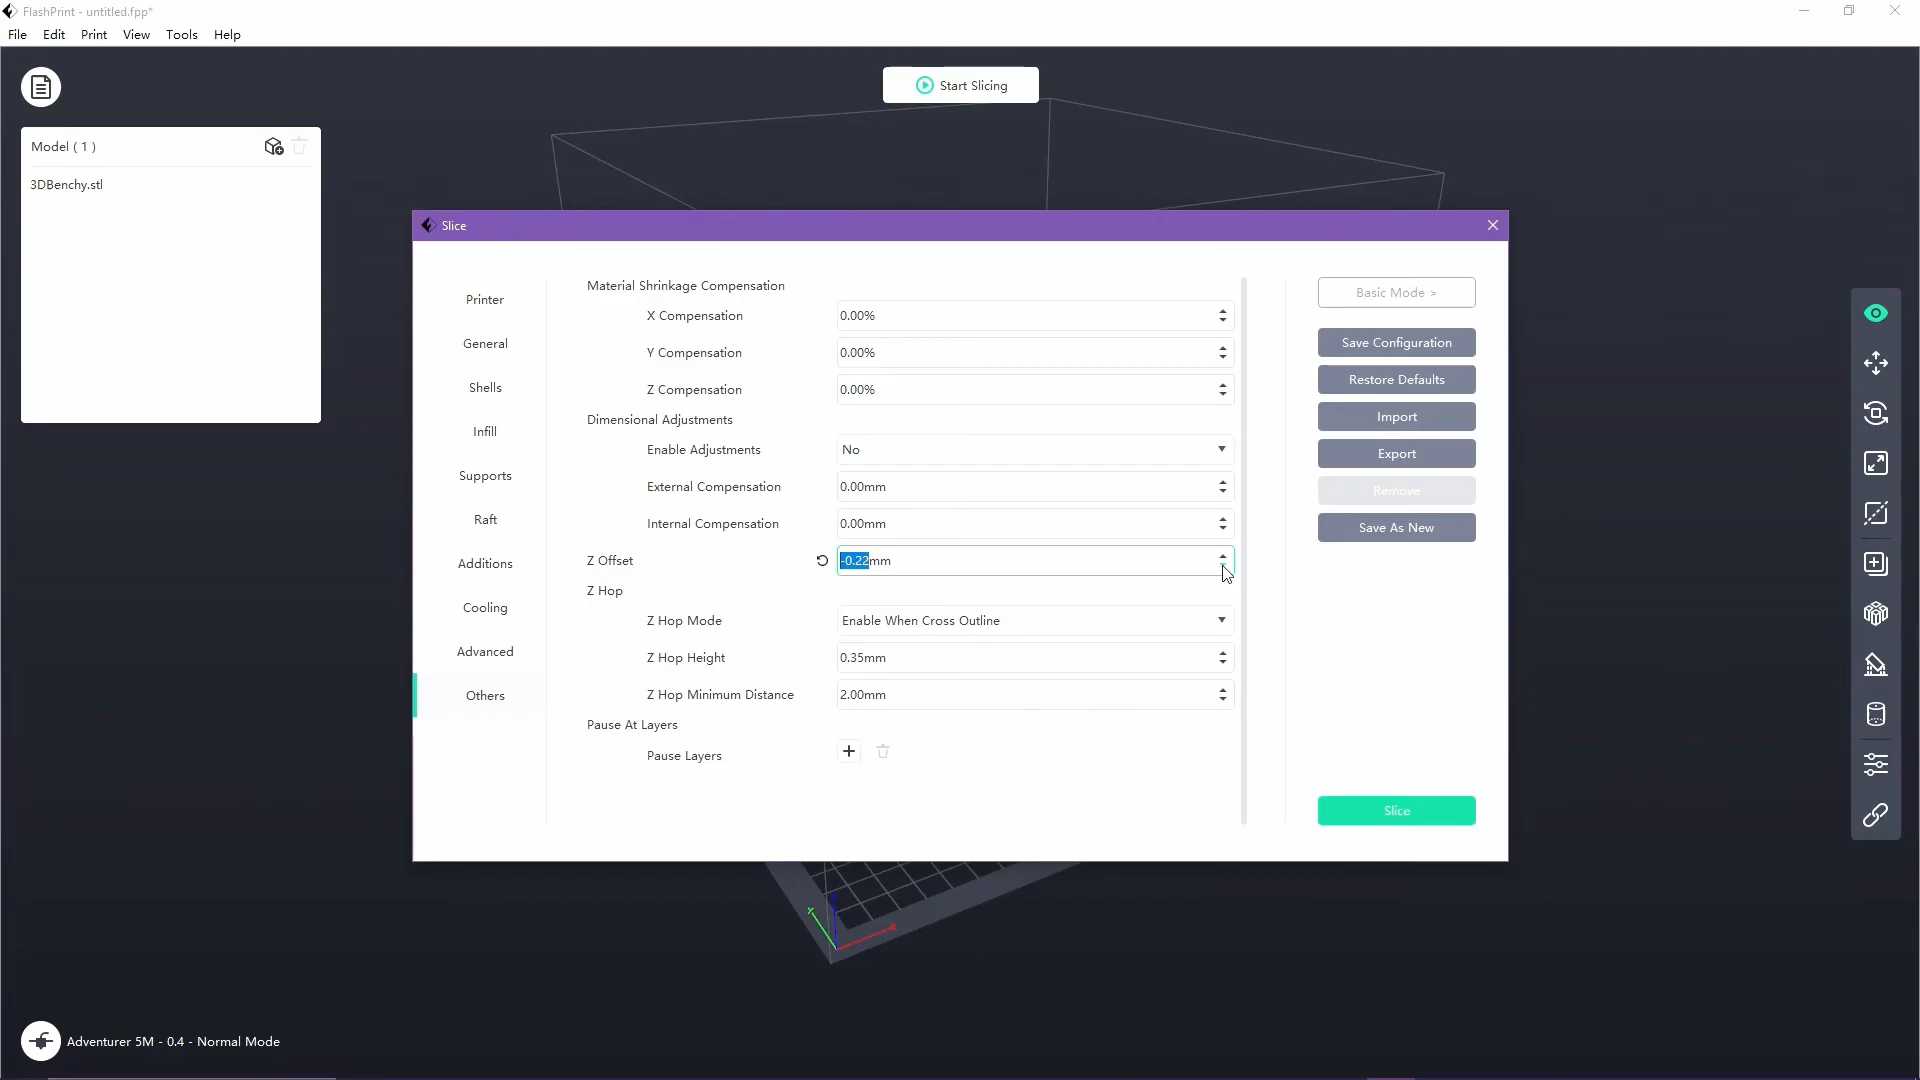 FlashPrint - untitled.fpp*
File Edit Print View Tools Help
Start Slicing
Model ( 1 )
3DBenchy.stl
Slice
Printer
General
Shells
Infill
Supports
Raft
Additions
Cooling
Advanced
Others
Material Shrinkage Compensation
X Compensation 0.00%
Y Compensation 0.00%
Z Compensation 0.00%
Dimensional Adjustments
Enable Adjustments No
External Compensation 0.00mm
Internal Compensation 0.00mm
Z Offset -0.22mm
Z Hop
Z Hop Mode Enable When Cross Outline
Z Hop Height 0.35mm
Z Hop Minimum Distance 2.00mm
Pause At Layers
Pause Layers
Basic Mode >
Save Configuration
Restore Defaults
Import
Export
Remove
Save As New
Slice
Adventurer 5M - 0.4 - Normal Mode